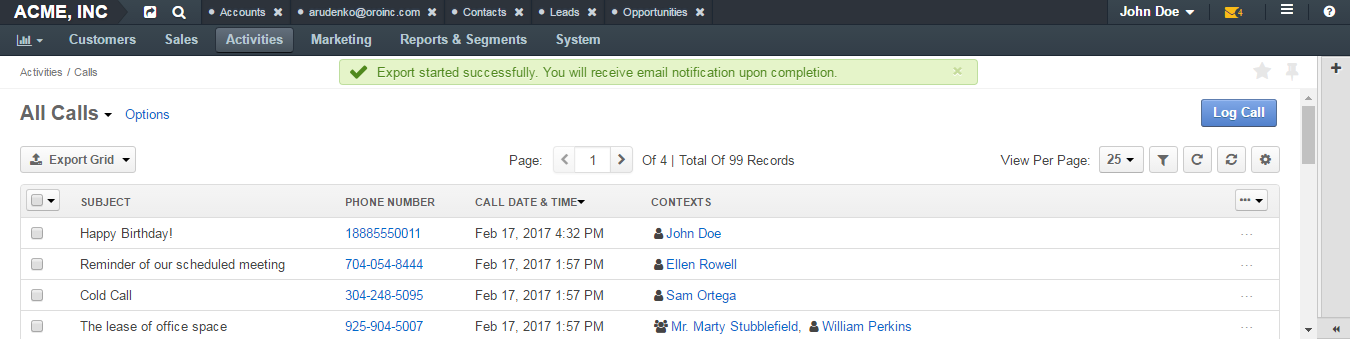 ACME, INC Accounts arudenko@oroinc.com Contacts Leads Opportunities John Doe 4
Customers Sales Activities Marketing Reports & Segments System
Activities / Calls
Export started successfully. You will receive email notification upon completion.
All Calls Options Log Call
Export Grid Page: 1 Of 4 | Total Of 99 Records View Per Page: 25
SUBJECT PHONE NUMBER CALL DATE & TIME CONTEXTS
Happy Birthday! 18885550011 Feb 17, 2017 4:32 PM John Doe
Reminder of our scheduled meeting 704-054-8444 Feb 17, 2017 1:57 PM Ellen Rowell
Cold Call 304-248-5095 Feb 17, 2017 1:57 PM Sam Ortega
The lease of office space 925-904-5007 Feb 17, 2017 1:57 PM Mr. Marty Stubblefield, William Perkins